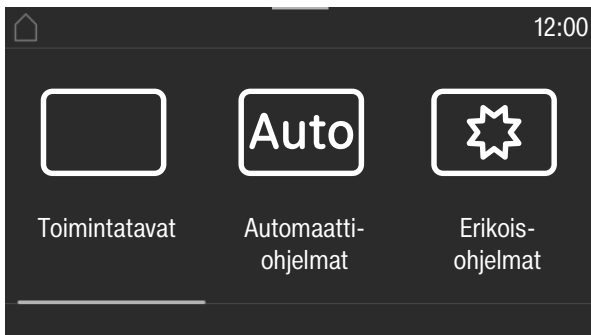 12:00
Auto
Toimintatavat
Automaatti-
ohjelmat
Erikois-
ohjelmat